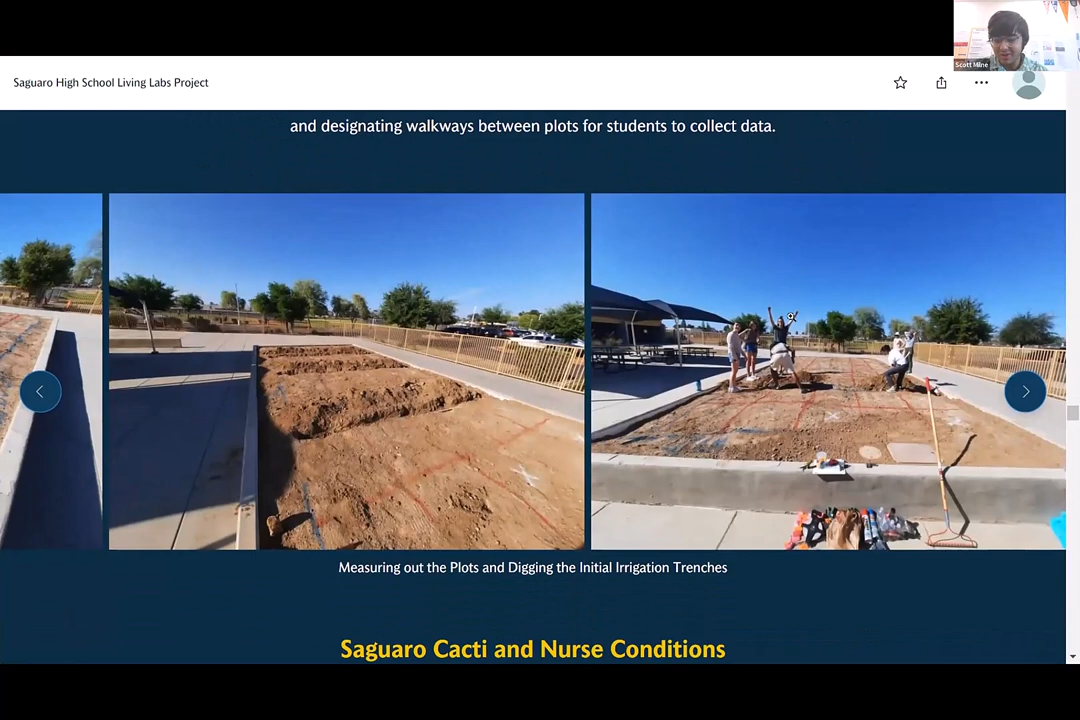 Scott Milne
Saguaro High School Living Labs Project
and designating walkways between plots for students to collect data.
Measuring out the Plots and Digging the Initial Irrigation Trenches
Saguaro Cacti and Nurse Conditions